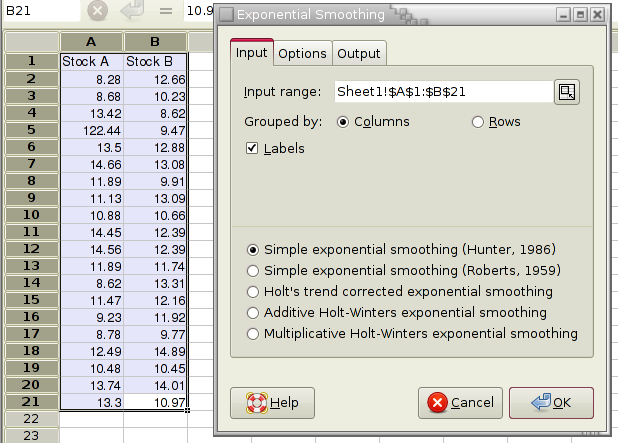 B21 = 10.9
A B
1 Stock A Stock B
2 8.28 12.66
3 8.68 10.23
4 13.42 8.62
5 122.44 9.47
6 13.5 12.88
7 14.66 13.08
8 11.89 9.91
9 11.13 13.09
10 10.88 10.66
11 14.45 12.39
12 14.56 12.39
13 11.89 11.74
14 8.62 13.31
15 11.47 12.16
16 9.23 11.92
17 8.78 9.77
18 12.49 14.89
19 10.48 10.45
20 13.74 14.01
21 13.3 10.97
22
23
Exponential Smoothing
Input Options Output
Input range: Sheet1!$A$1:$B$21
Grouped by: Columns Rows
Labels
Simple exponential smoothing (Hunter, 1986)
Simple exponential smoothing (Roberts, 1959)
Holt's trend corrected exponential smoothing
Additive Holt-Winters exponential smoothing
Multiplicative Holt-Winters exponential smoothing
Help Cancel OK